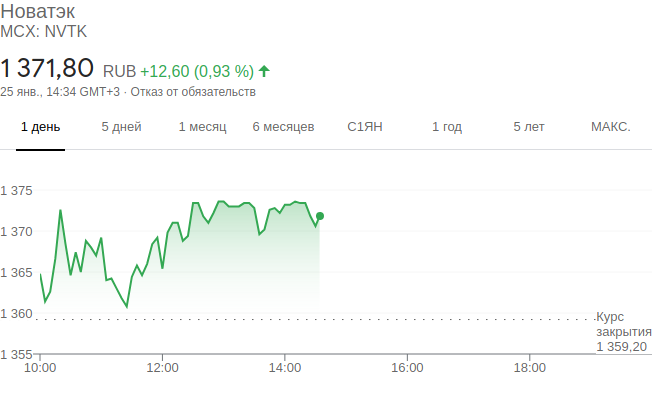 Новатэк
MCX: NVTK
1 371,80 RUB +12,60 (0,93 %)
25 янв., 14:34 GMT+3 · Отказ от обязательств
1 день 5 дней 1 месяц 6 месяцев С1ЯН 1 год 5 лет МАКС.
1 375
1 370
1 365
1 360
Курс
закрытия
1 359,20
1 355
10:00 12:00 14:00 16:00 18:00